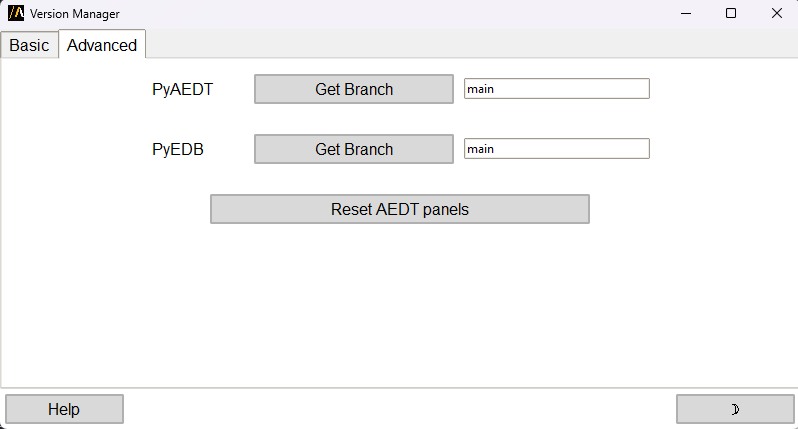 Version Manager
Basic Advanced
PyAEDT Get Branch main
PyEDB Get Branch main
Reset AEDT panels
Help